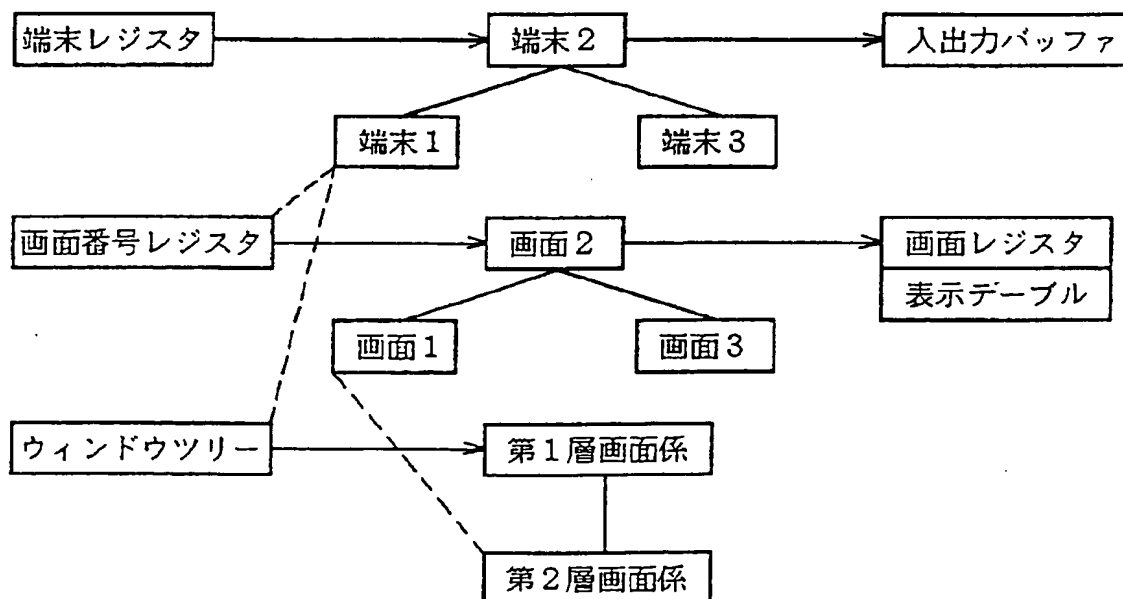 端末レジスタ
端末2
入出力バッファ
端末1
端末3
画面番号レジスタ
画面2
画面レジスタ
表示デーブル
画面1
画面3
ウィンドウツリー
第1層画面係
第2層画面係